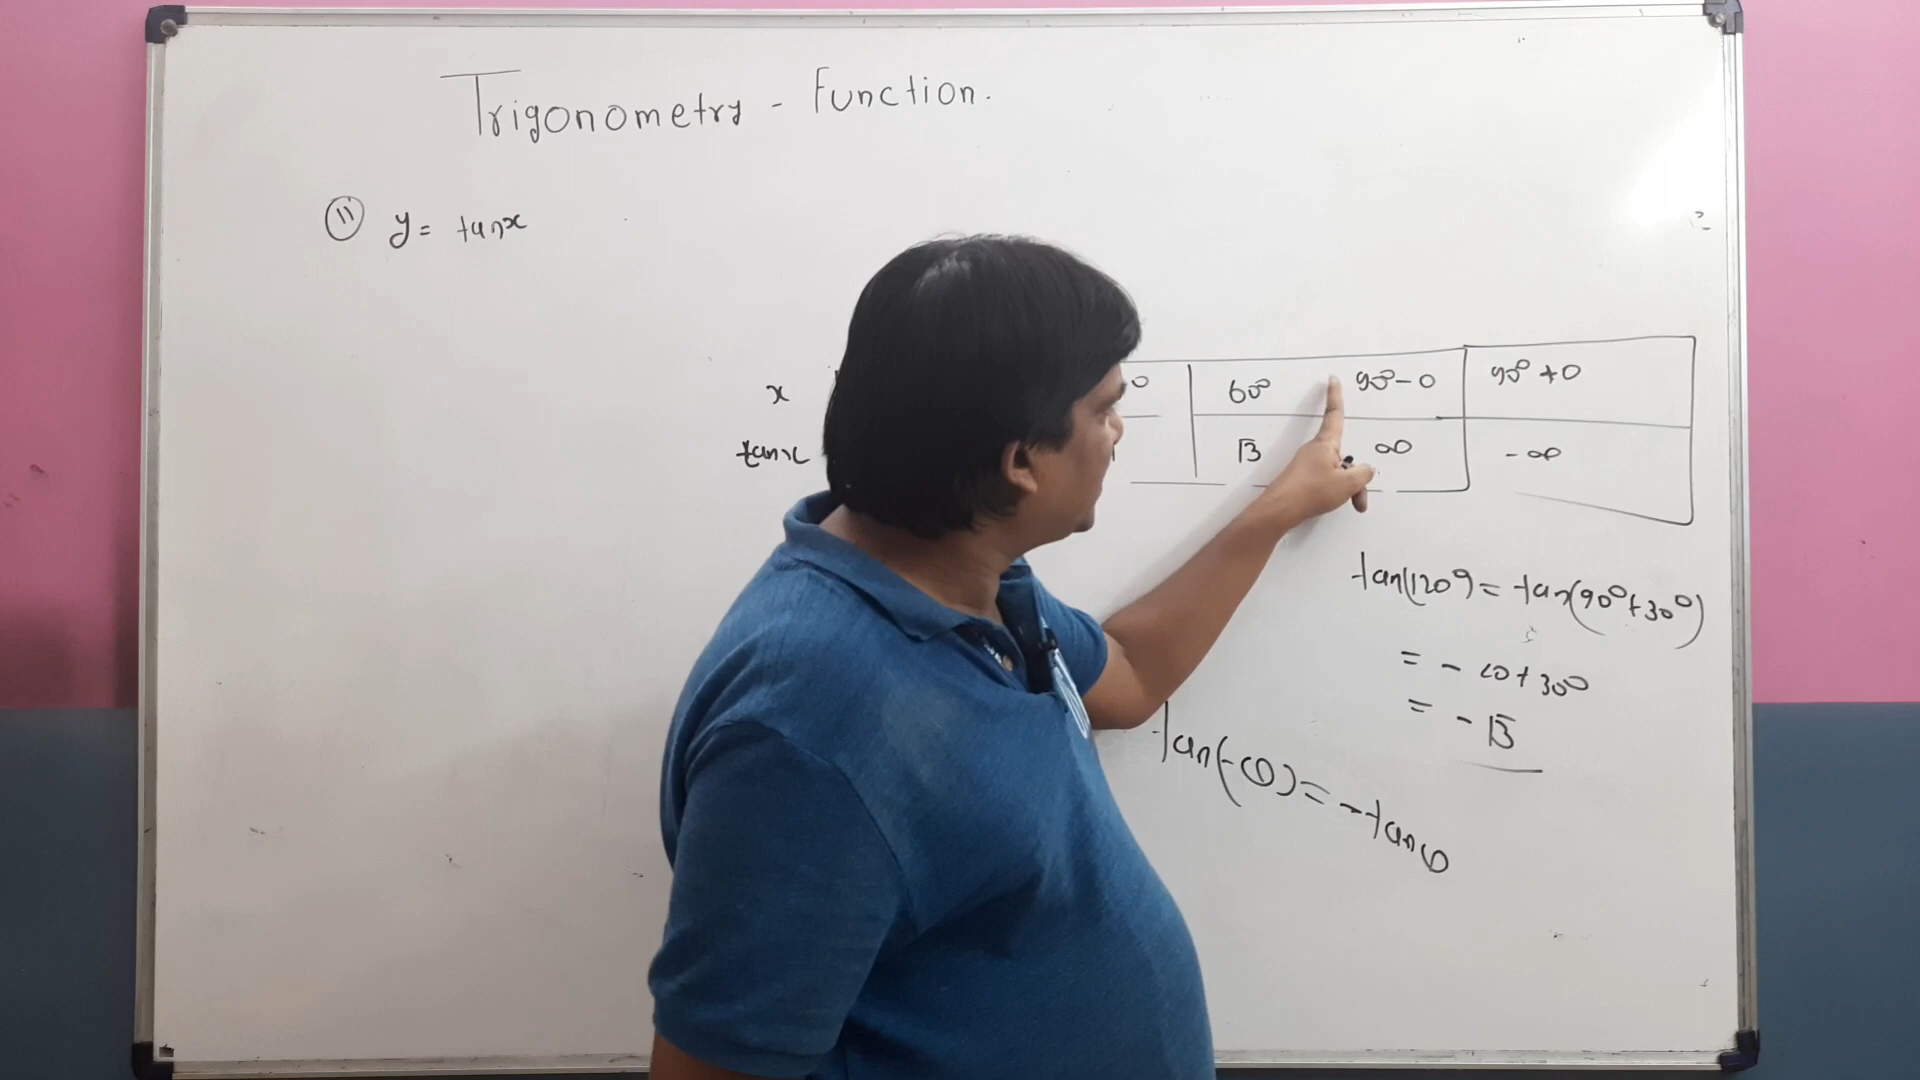 Trigonometry - Function.
(11) y = tanx
x 0 60° 90°-0 90°+0
tanx √3 ∞ -∞
tan(120°) = tan(90°+30°)
= - cot 30°
= - √3
tan(-θ) = -tanθ